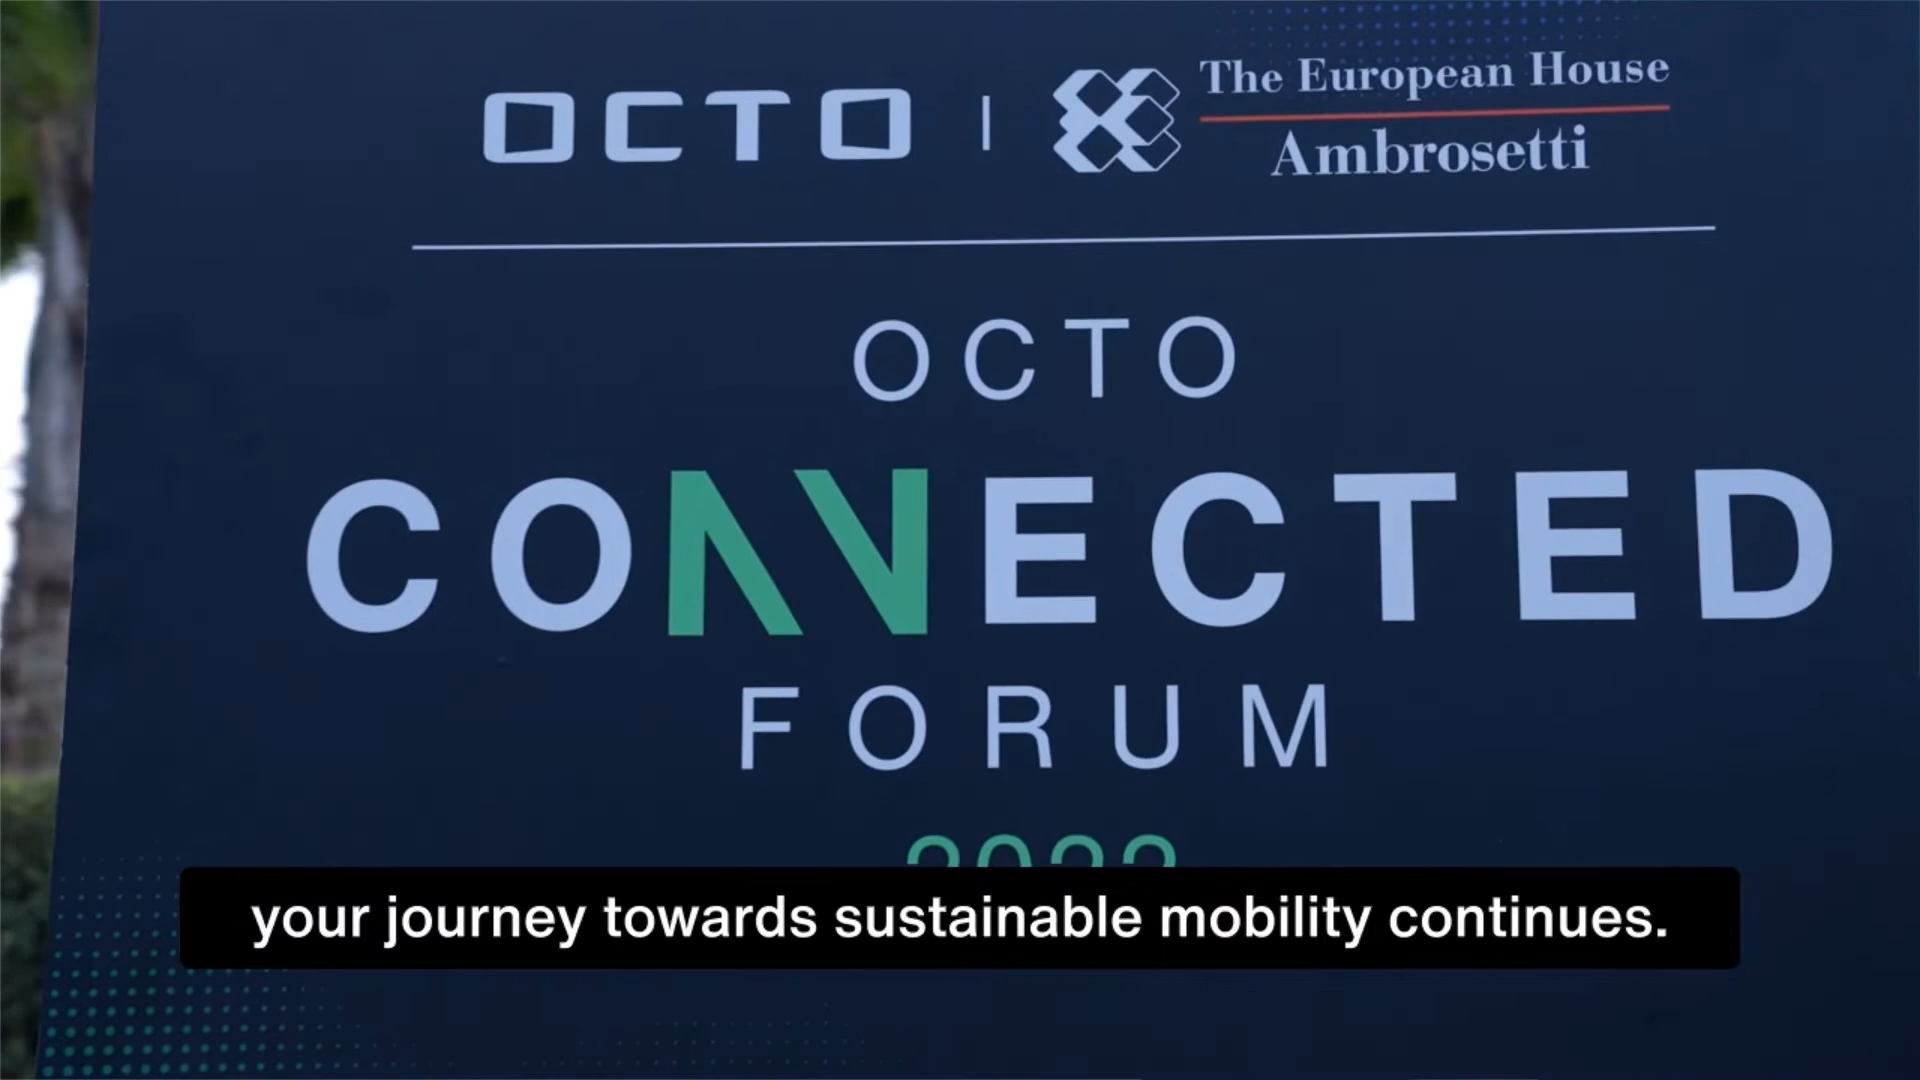 OCTO | The European House
Ambrosetti
OCTO
CONNECTED
FORUM
your journey towards sustainable mobility continues.